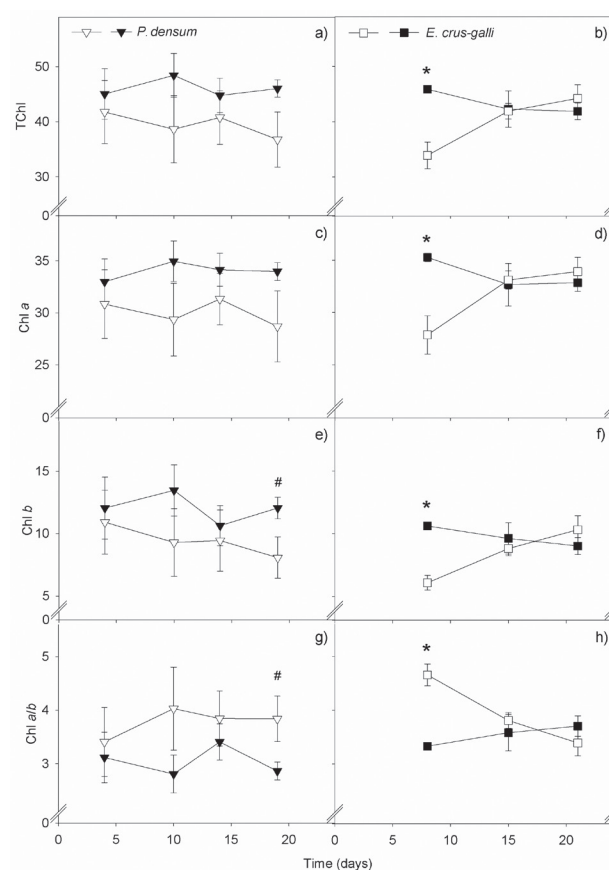 P. densum
E. crus-galli
a)
b)
*
TChl
50
40
30
0
c)
d)
*
Chl a
35
30
25
0
e)
f)
#
*
Chl b
15
10
5
0
g)
h)
#
*
Chl a/b
5
4
3
0
0 5 10 15 20 0 5 10 15 20
Time (days)